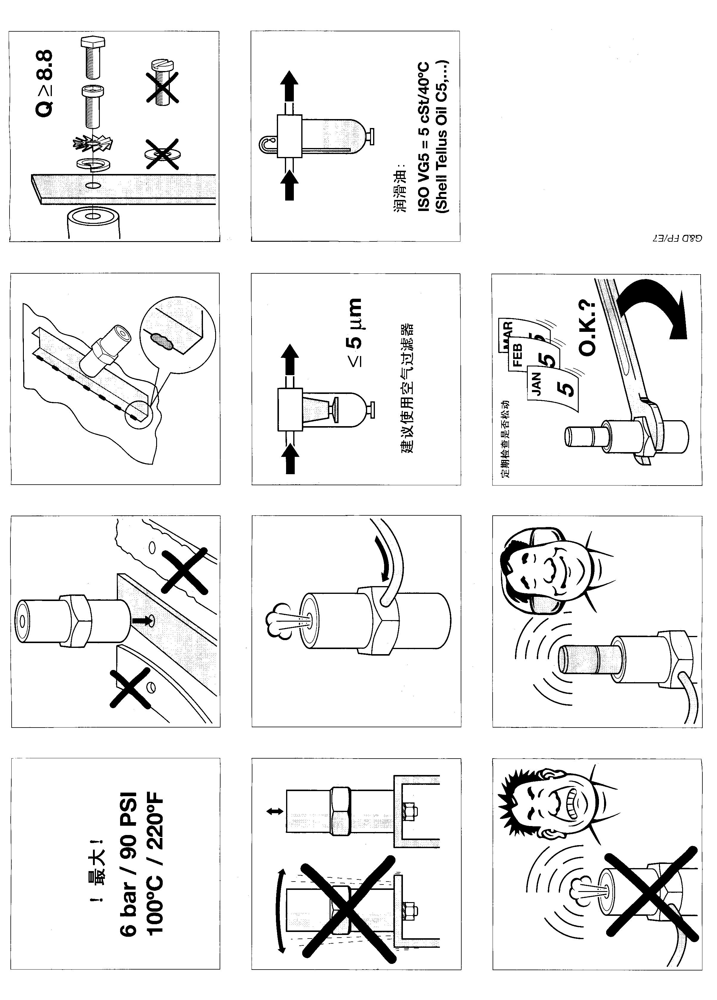 ! 最大!
6 bar / 90 PSI
100°C / 220°F
Q ≥ 8.8
≤ 5 µm
建议使用空气过滤器
润滑油:
ISO VG5 = 5 cSt/40°C
(Shell Tellus Oil C5,...)
定期检查是否松动
JAN
5
FEB
5
MAR
5
O.K.?
G&D FP/E7